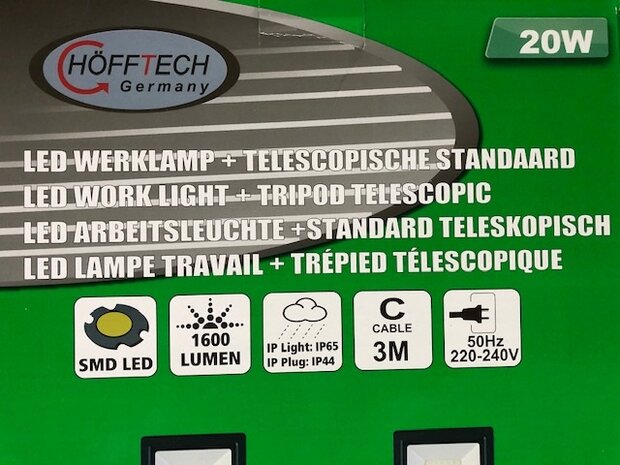 HÖFFTECH
Germany
20W
LED WERKLAMP + TELESCOPISCHE STANDAARD
LED WORK LIGHT + TRIPOD TELESCOPIC
LED ARBEITSLEUCHTE +STANDARD TELESKOPISCH
LED LAMPE TRAVAIL + TRÉPIED TÉLESCOPIQUE
SMD LED
1600
LUMEN
IP Light: IP65
IP Plug: IP44
C
CABLE
3M
50Hz
220-240V